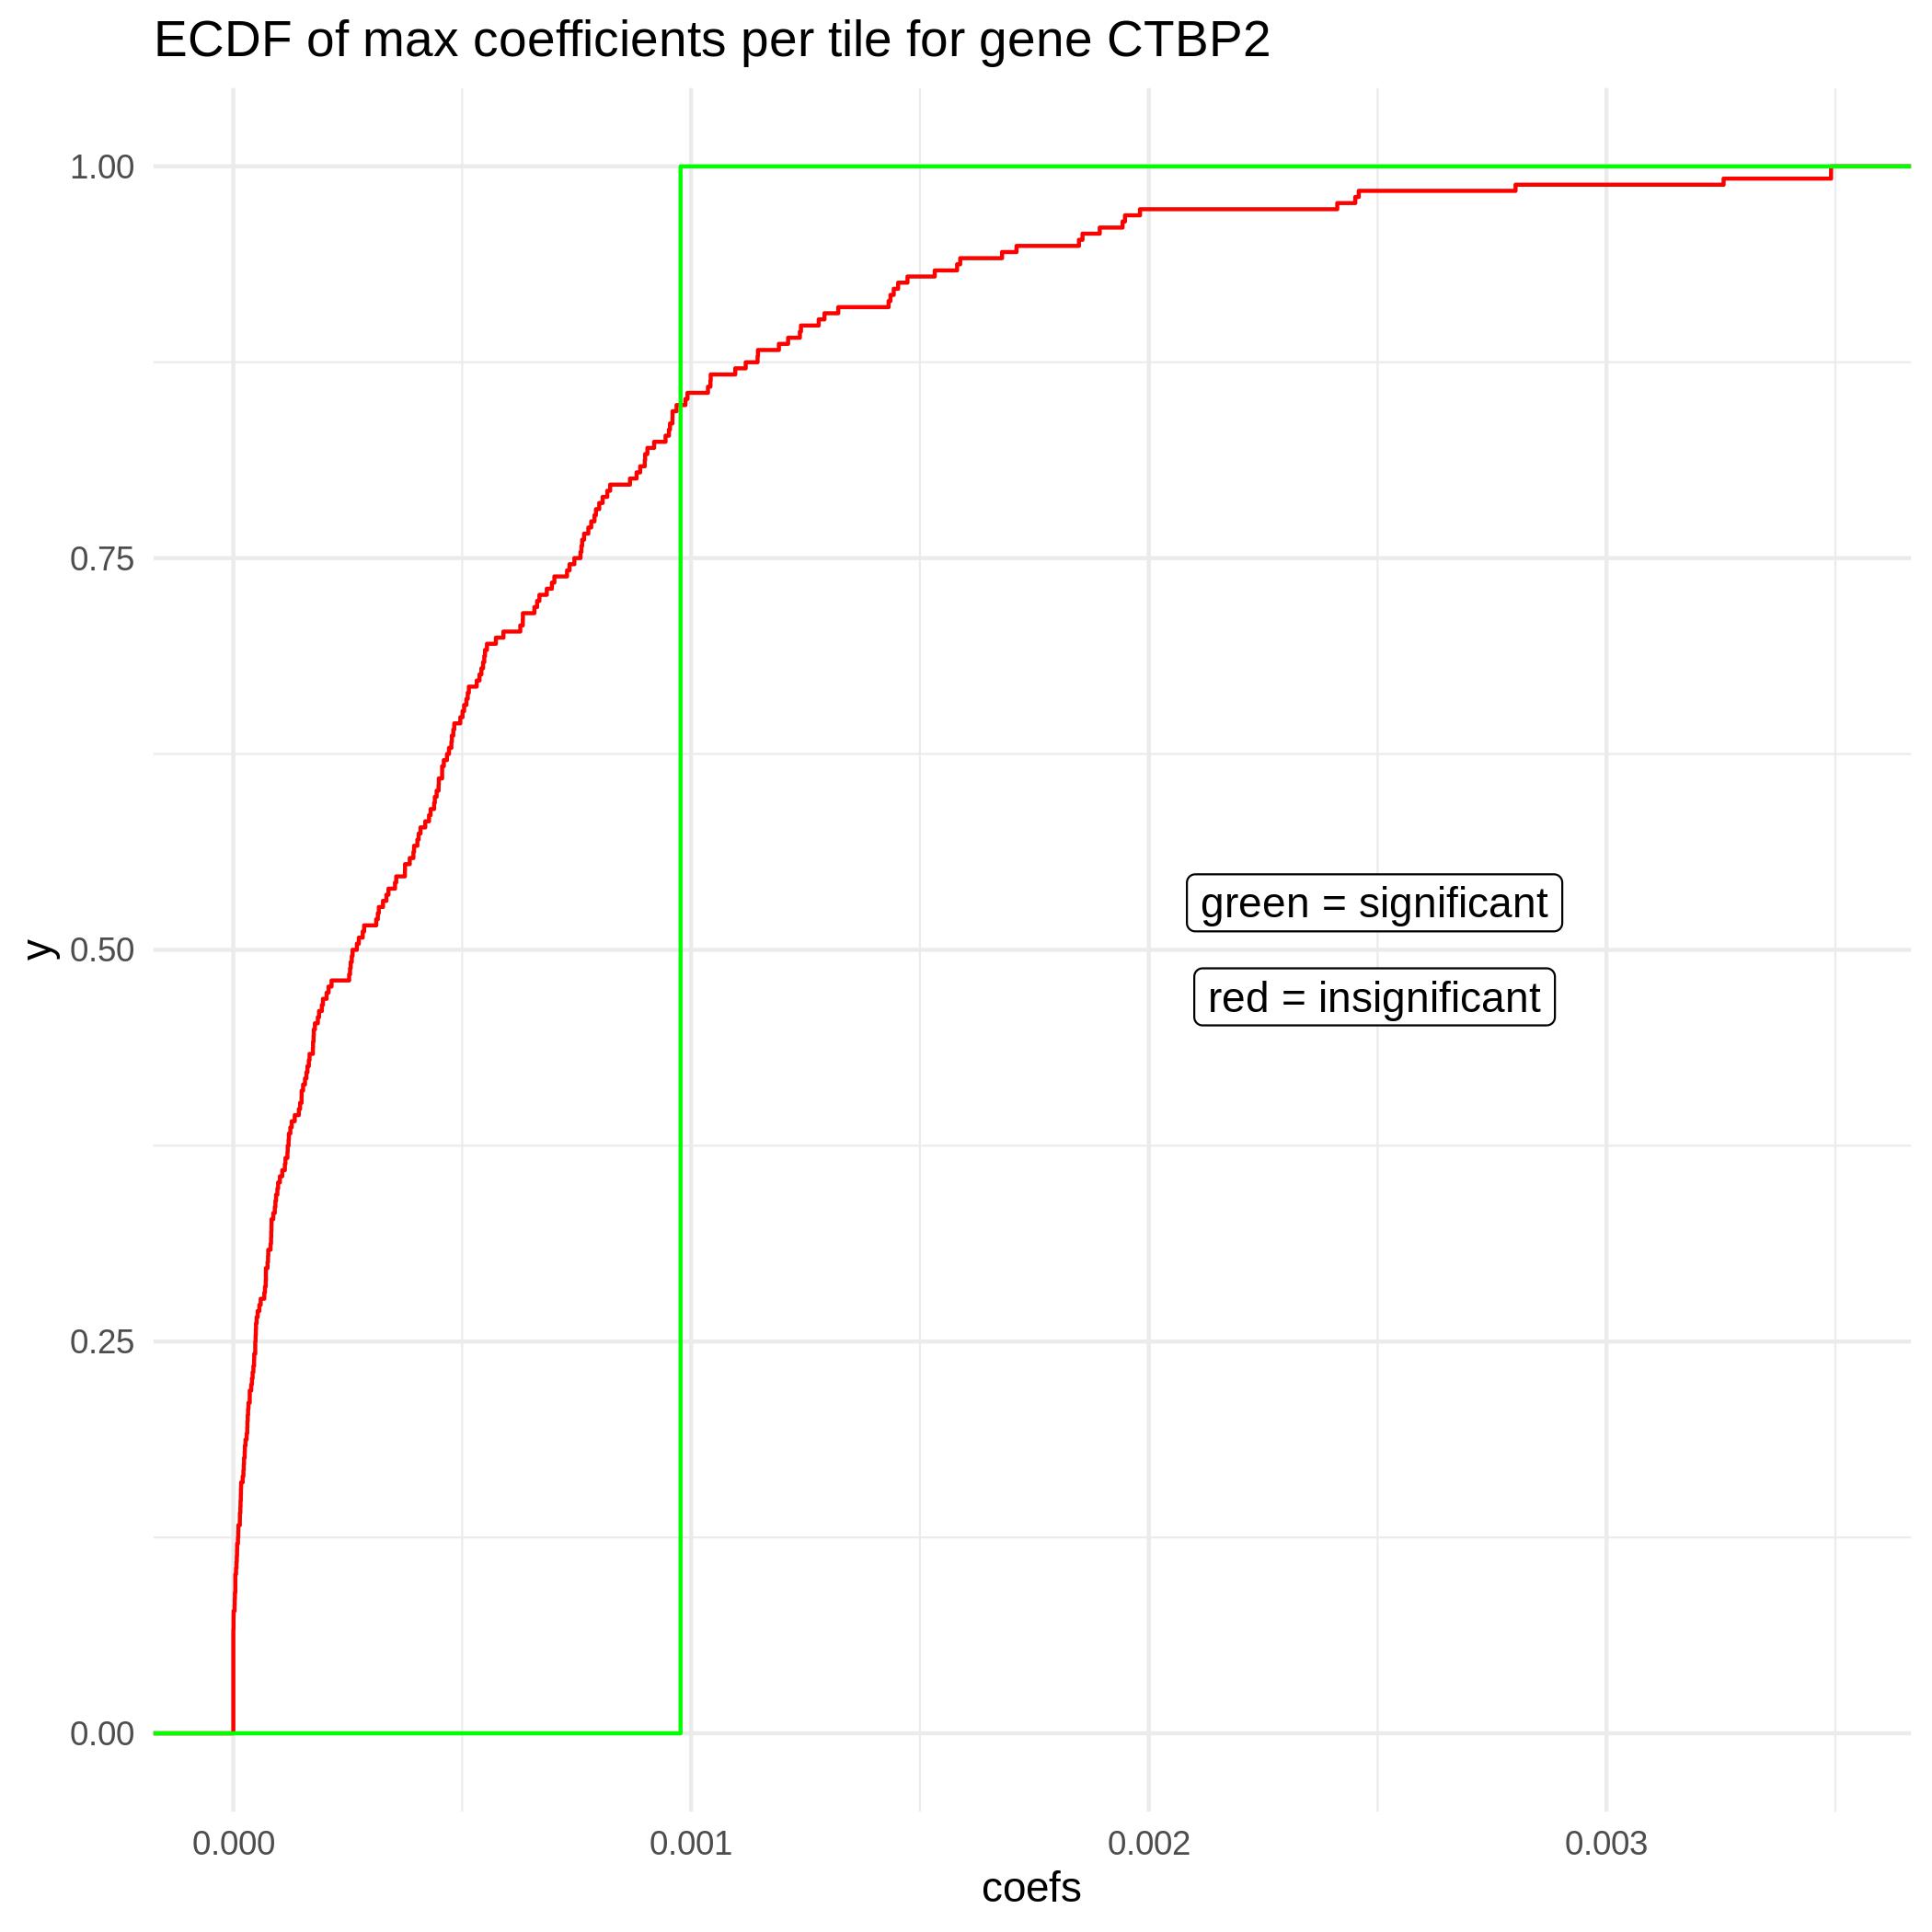 ECDF of max coefficients per tile for gene CTBP2
1.00
0.75
0.50
0.25
0.00
y
green = significant
red = insignificant
0.000 0.001 0.002 0.003
coefs